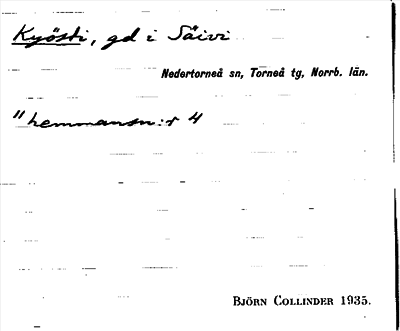 Kyösti, gd i Säivi
Nedertorneå sn, Torneå tg, Norrb. län.
"hemmansn:r 4
BJÖRN COLLINDER 1935.